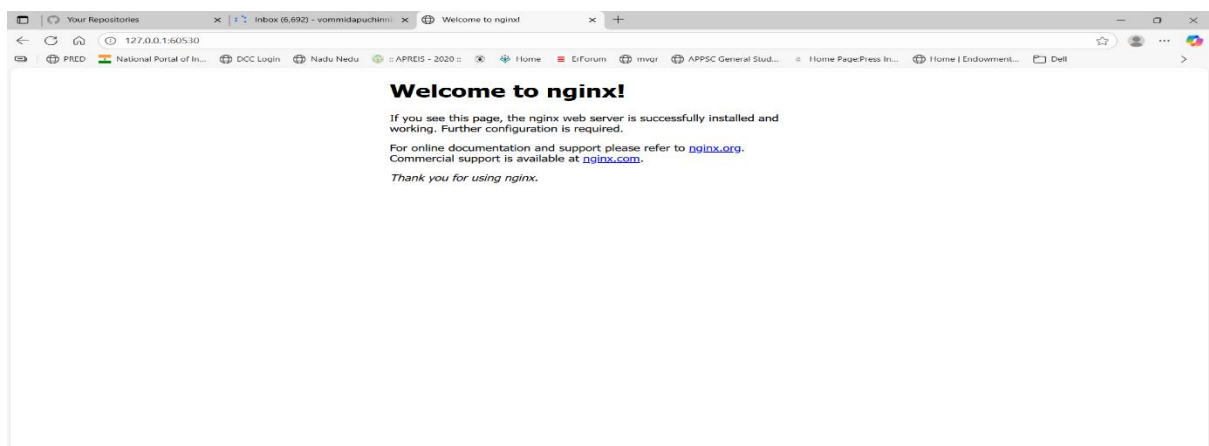 Your Repositories
Inbox (6,692) - vommidapuchinni
Welcome to nginx!
127.0.0.1:60530
PRED
National Portal of In...
DCC Login
Nadu Nedu
:: APREIS - 2020 ::
Home
ErForum
mvgr
APPSC General Stud...
Home Page:Press In...
Home | Endowment...
Dell
Welcome to nginx!
If you see this page, the nginx web server is successfully installed and
working. Further configuration is required.
For online documentation and support please refer to nginx.org.
Commercial support is available at nginx.com.
Thank you for using nginx.